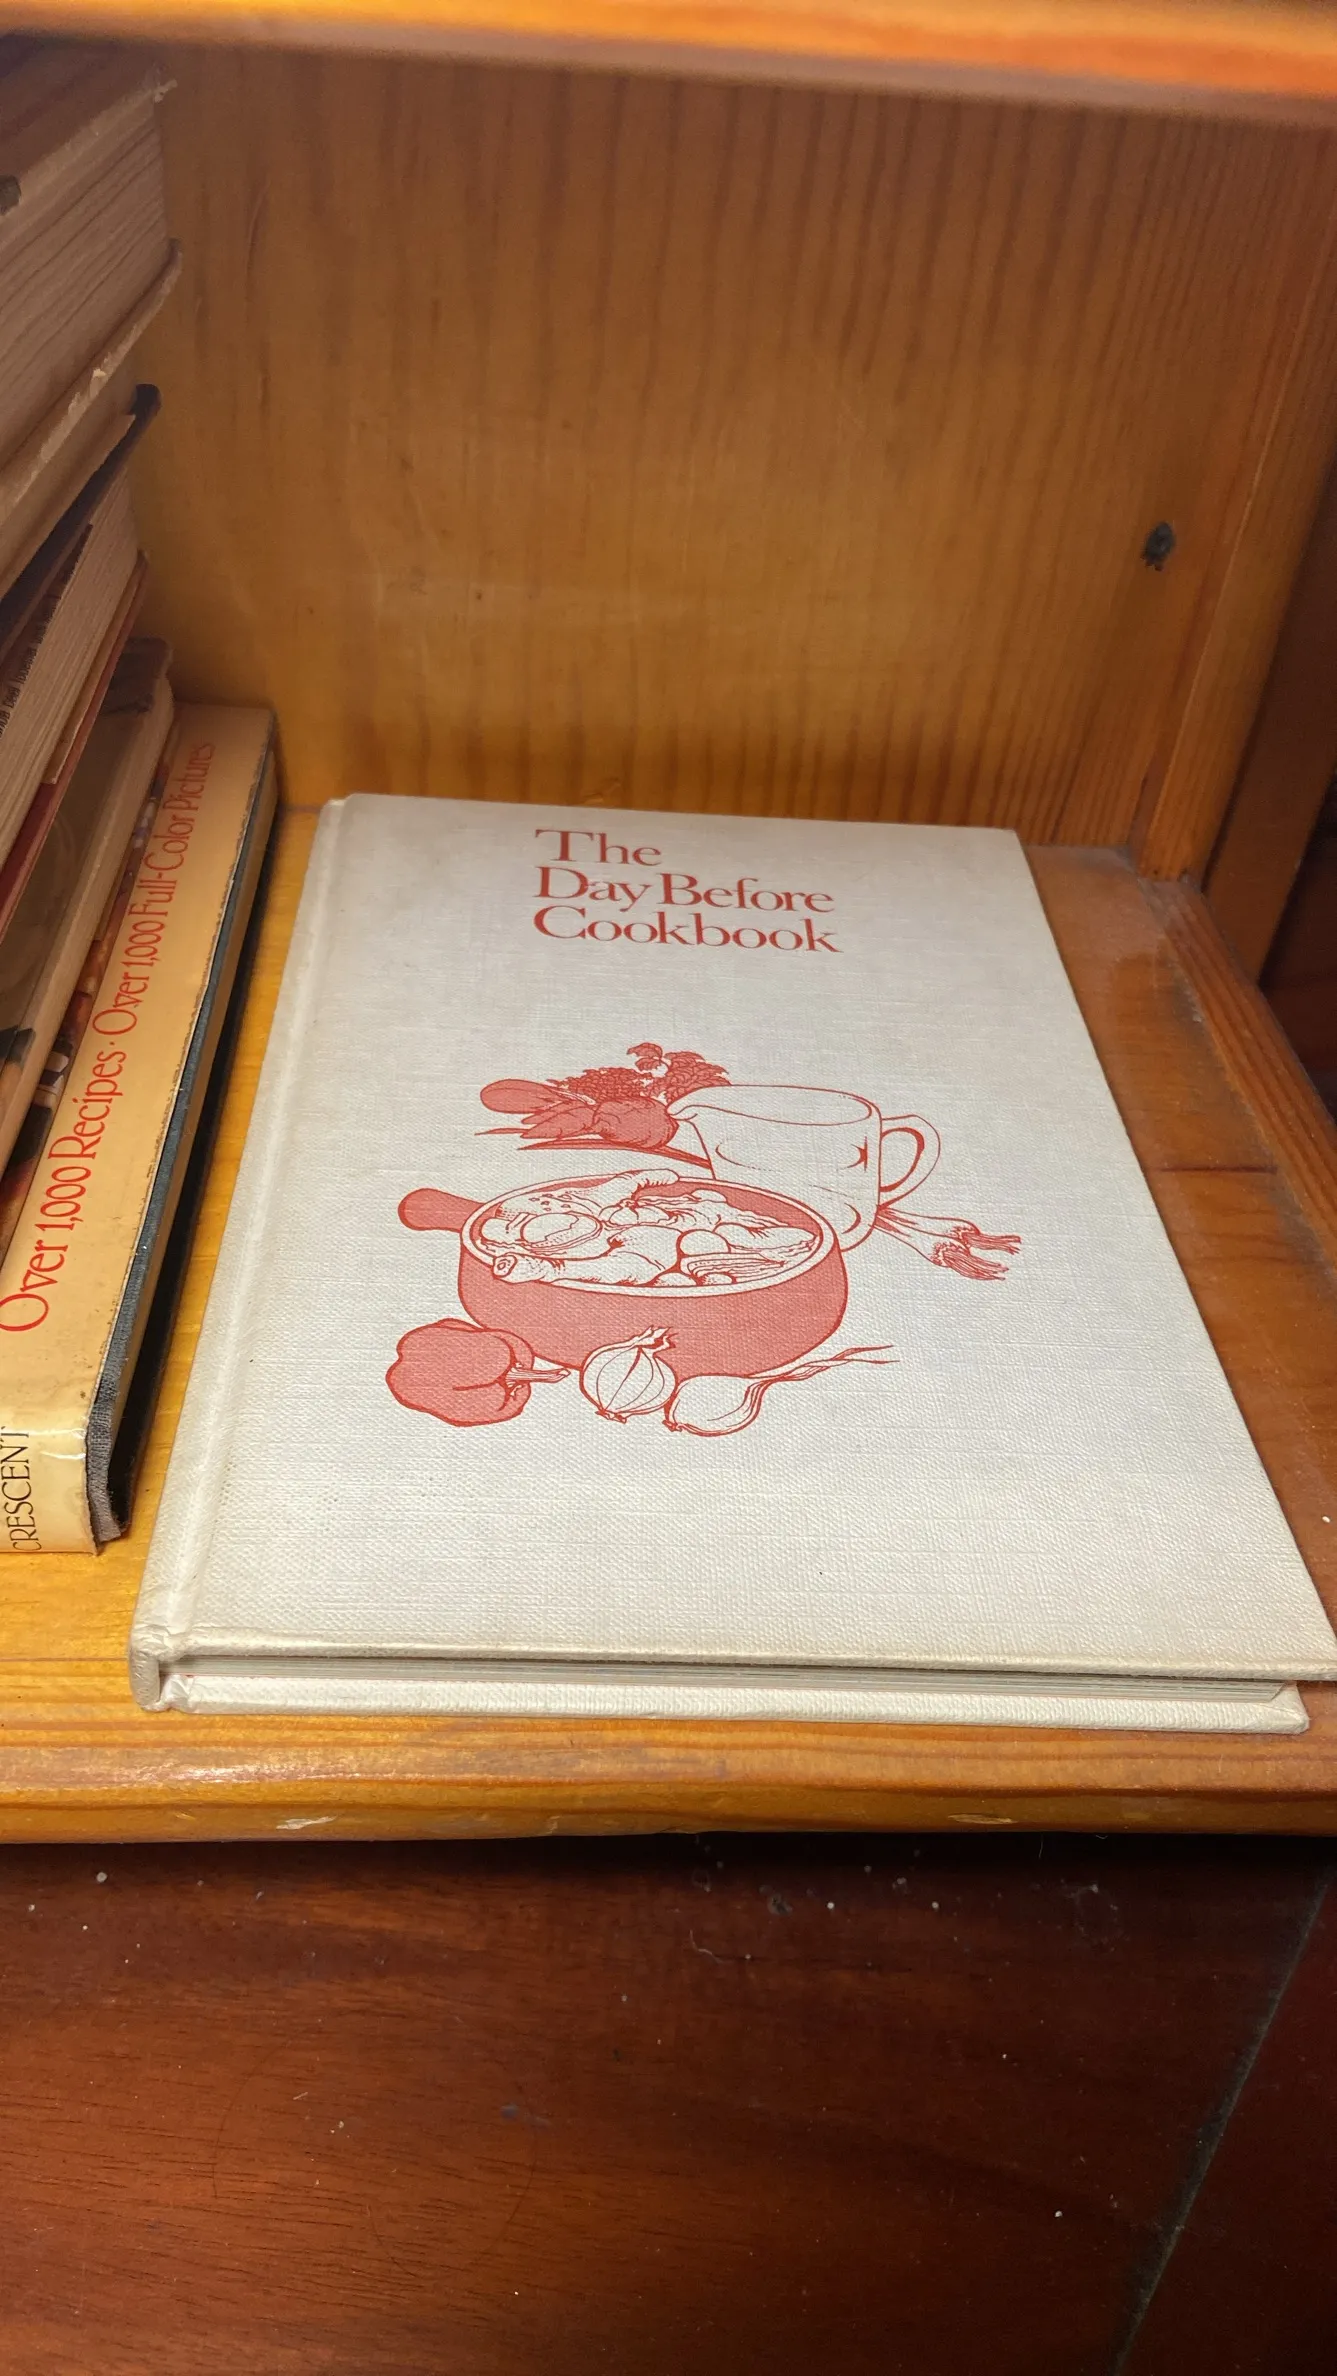 The
Day Before
Cookbook
Over 1,000 Recipes · Over 1,000 Full-Color Pictures
CRESCENT